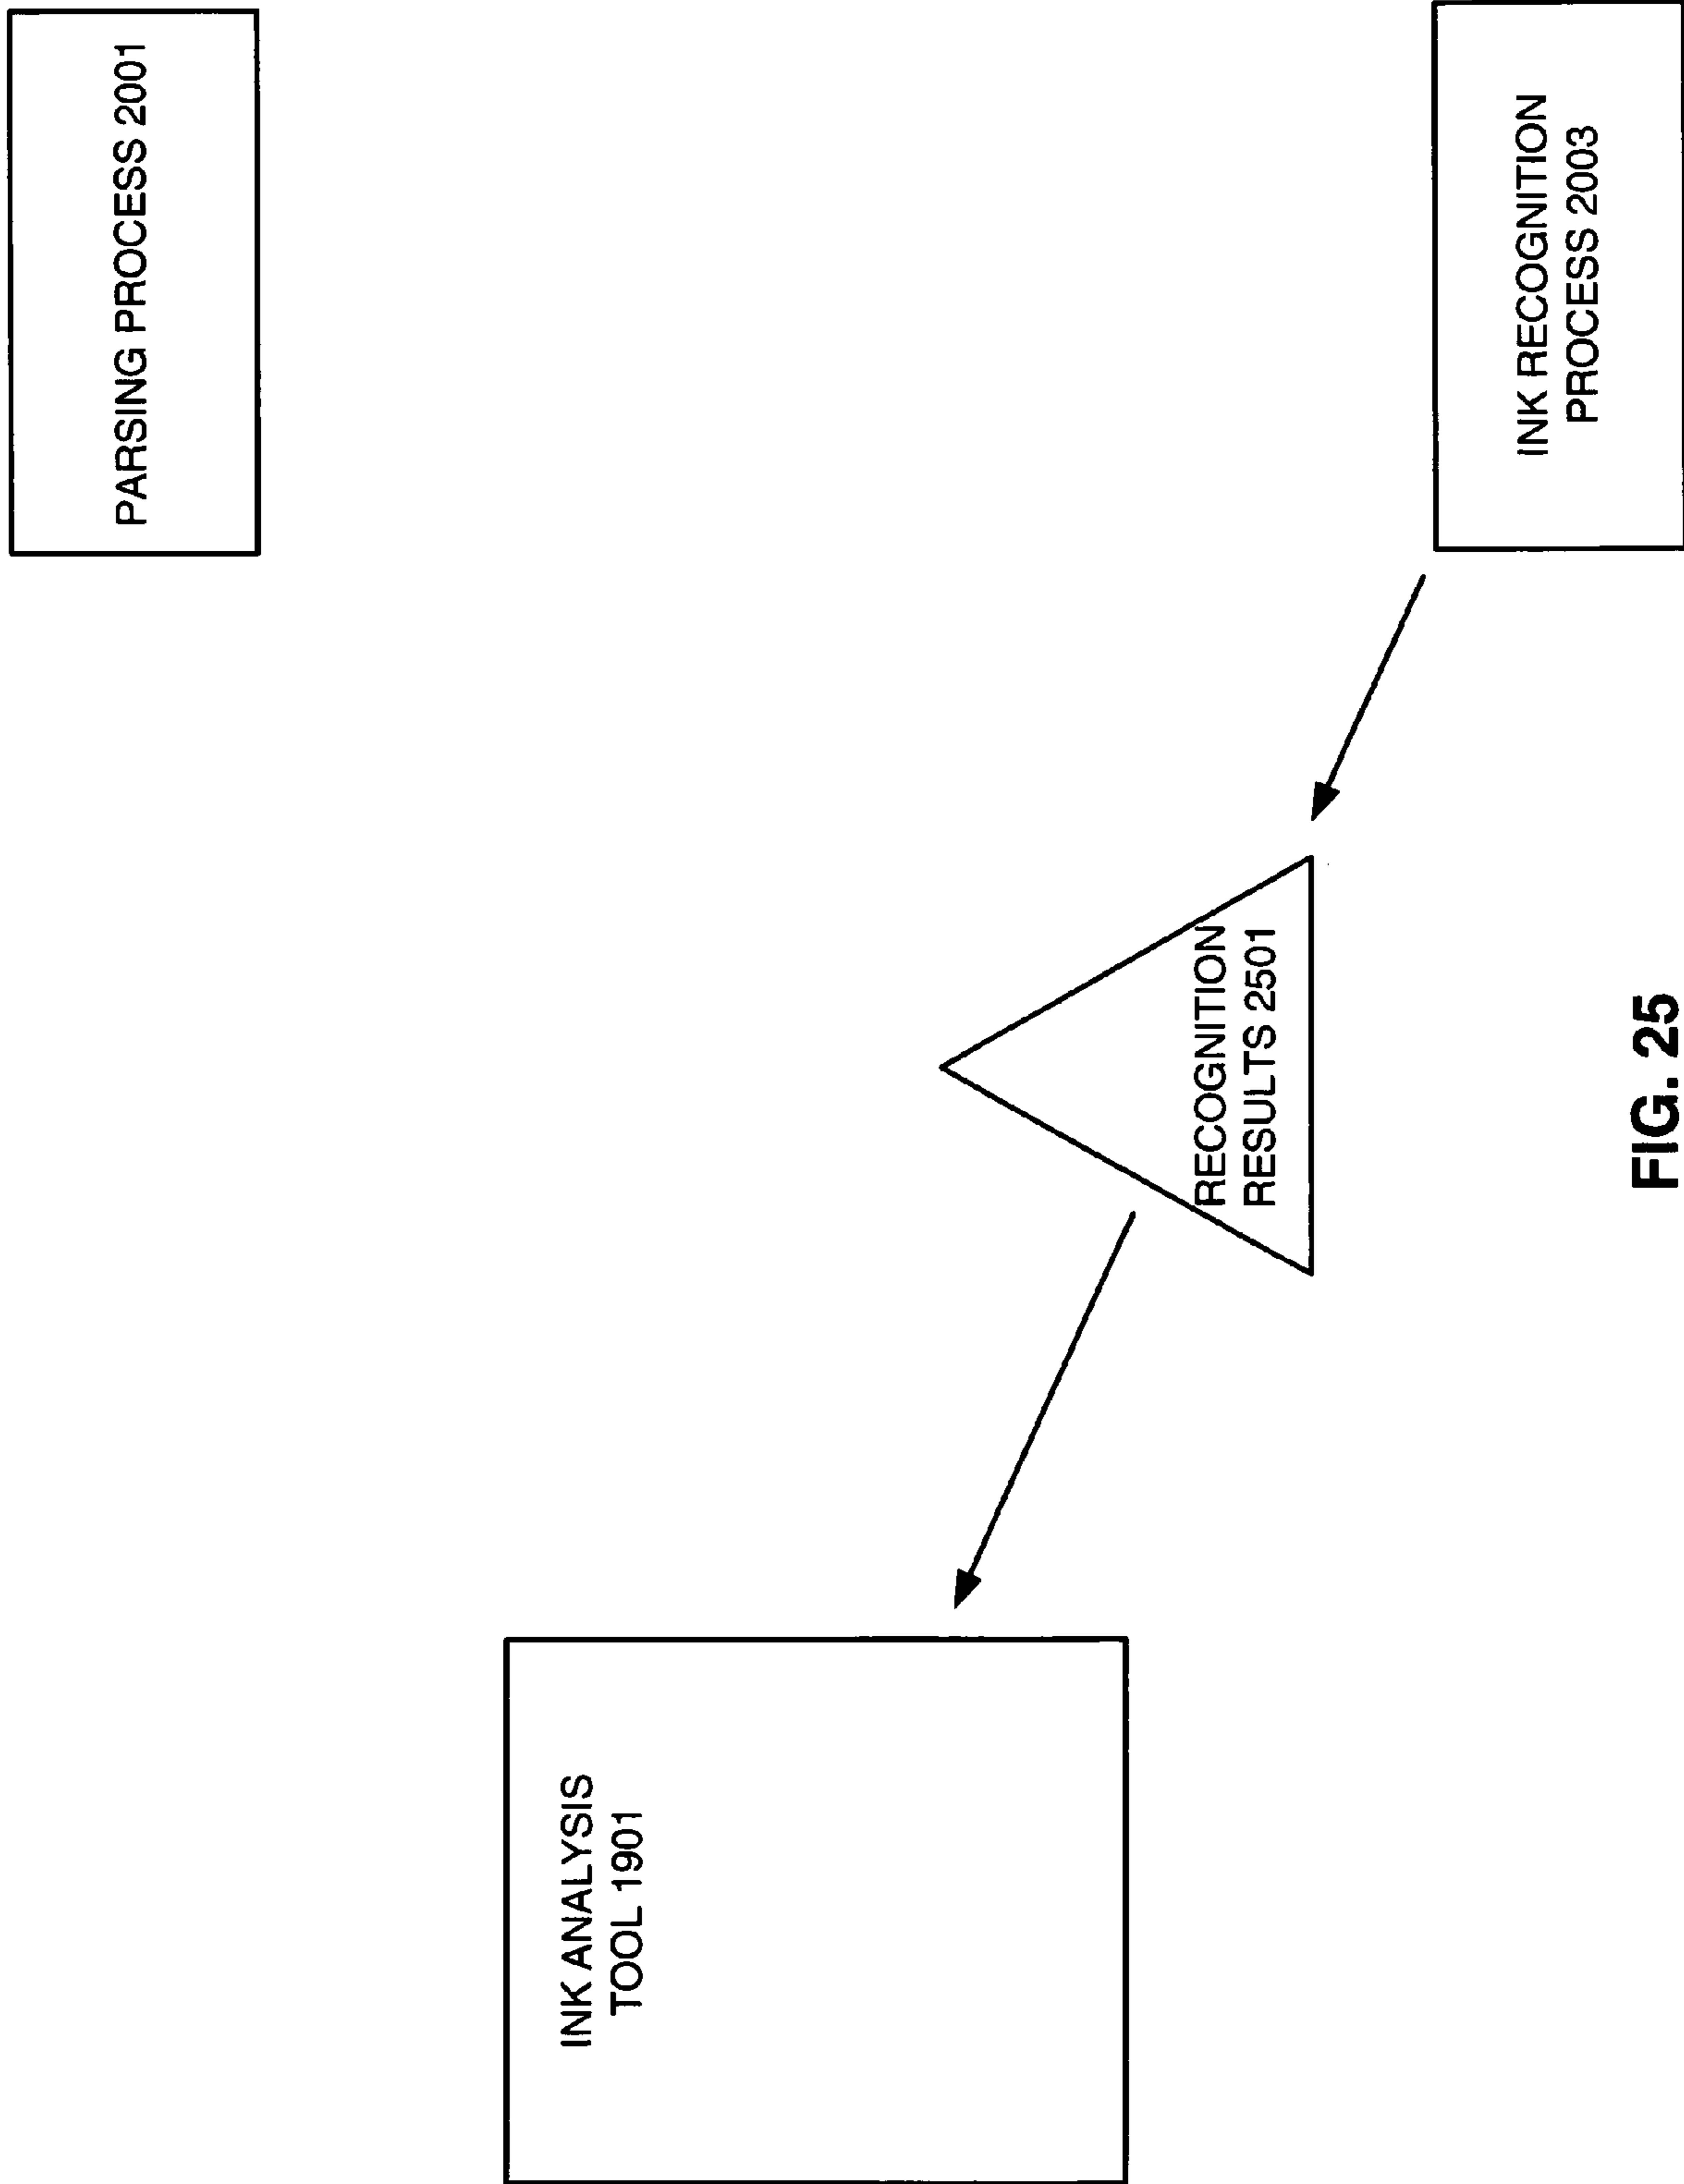 PARSING PROCESS 2001
INK ANALYSIS
TOOL 1901
RECOGNITION
RESULTS 2501
INK RECOGNITION
PROCESS 2003
FIG. 25